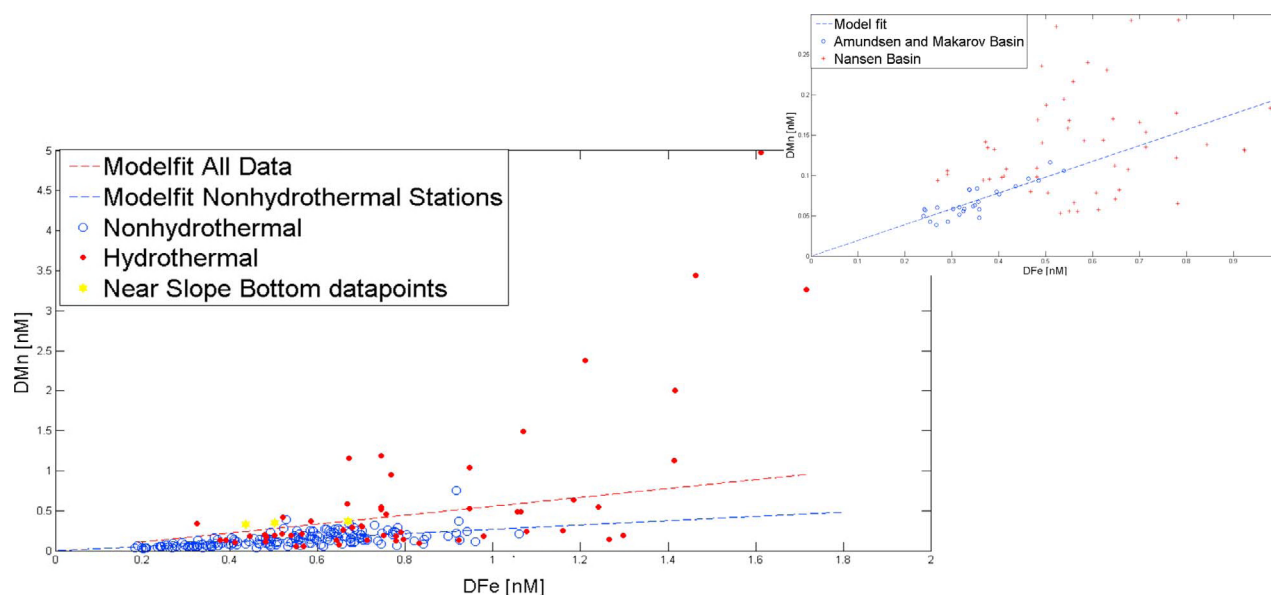 Model fit
Amundsen and Makarov Basin
Nansen Basin
DMn [nM]
0.25
0.2
0.15
0.1
0.05
0
0 0.1 0.2 0.3 0.4 0.5 0.6 0.7 0.8 0.9
DFe [nM]
Modelfit All Data
Modelfit Nonhydrothermal Stations
Nonhydrothermal
Hydrothermal
Near Slope Bottom datapoints
DMn [nM]
5
4.5
4
3.5
3
2.5
2
1.5
1
0.5
0
0 0.2 0.4 0.6 0.8 1 1.2 1.4 1.6 1.8 2
DFe [nM]